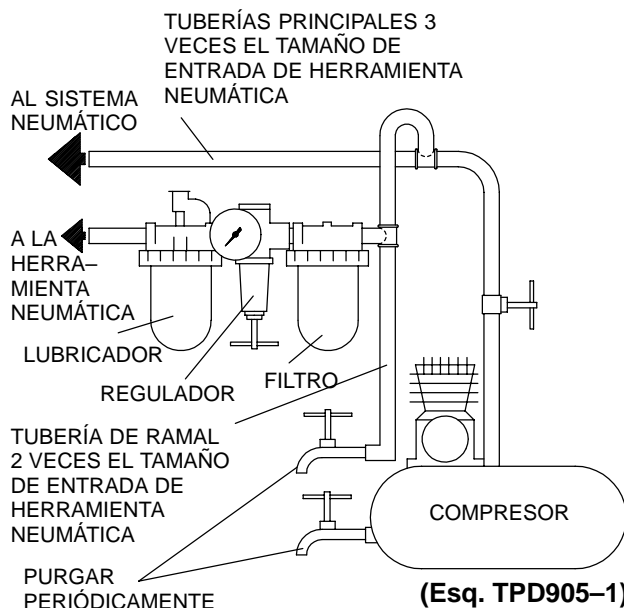 TUBERÍAS PRINCIPALES 3
VECES EL TAMAÑO DE
ENTRADA DE HERRAMIENTA
NEUMÁTICA
AL SISTEMA
NEUMÁTICO
A LA
HERRA–
MIENTA
NEUMÁTICA
LUBRICADOR
REGULADOR
FILTRO
TUBERÍA DE RAMAL
2 VECES EL TAMAÑO
DE ENTRADA DE
HERRAMIENTA
NEUMÁTICA
COMPRESOR
PURGAR
PERIÓDICAMENTE
(Esq. TPD905–1)